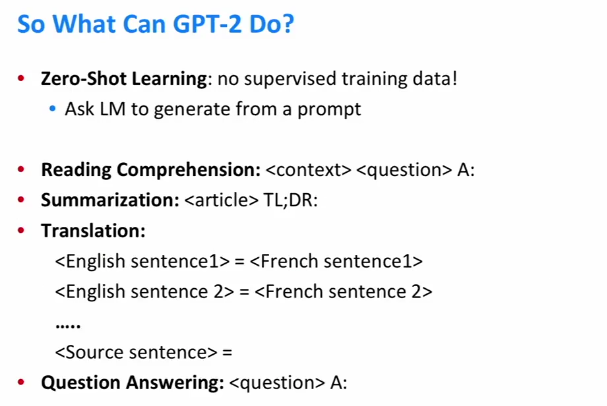 So What Can GPT-2 Do?
• Zero-Shot Learning: no supervised training data!
• Ask LM to generate from a prompt
• Reading Comprehension: <context> <question> A:
• Summarization: <article> TL;DR:
• Translation:
<English sentence1> = <French sentence1>
<English sentence 2> = <French sentence 2>
…..
<Source sentence> =
• Question Answering: <question> A: